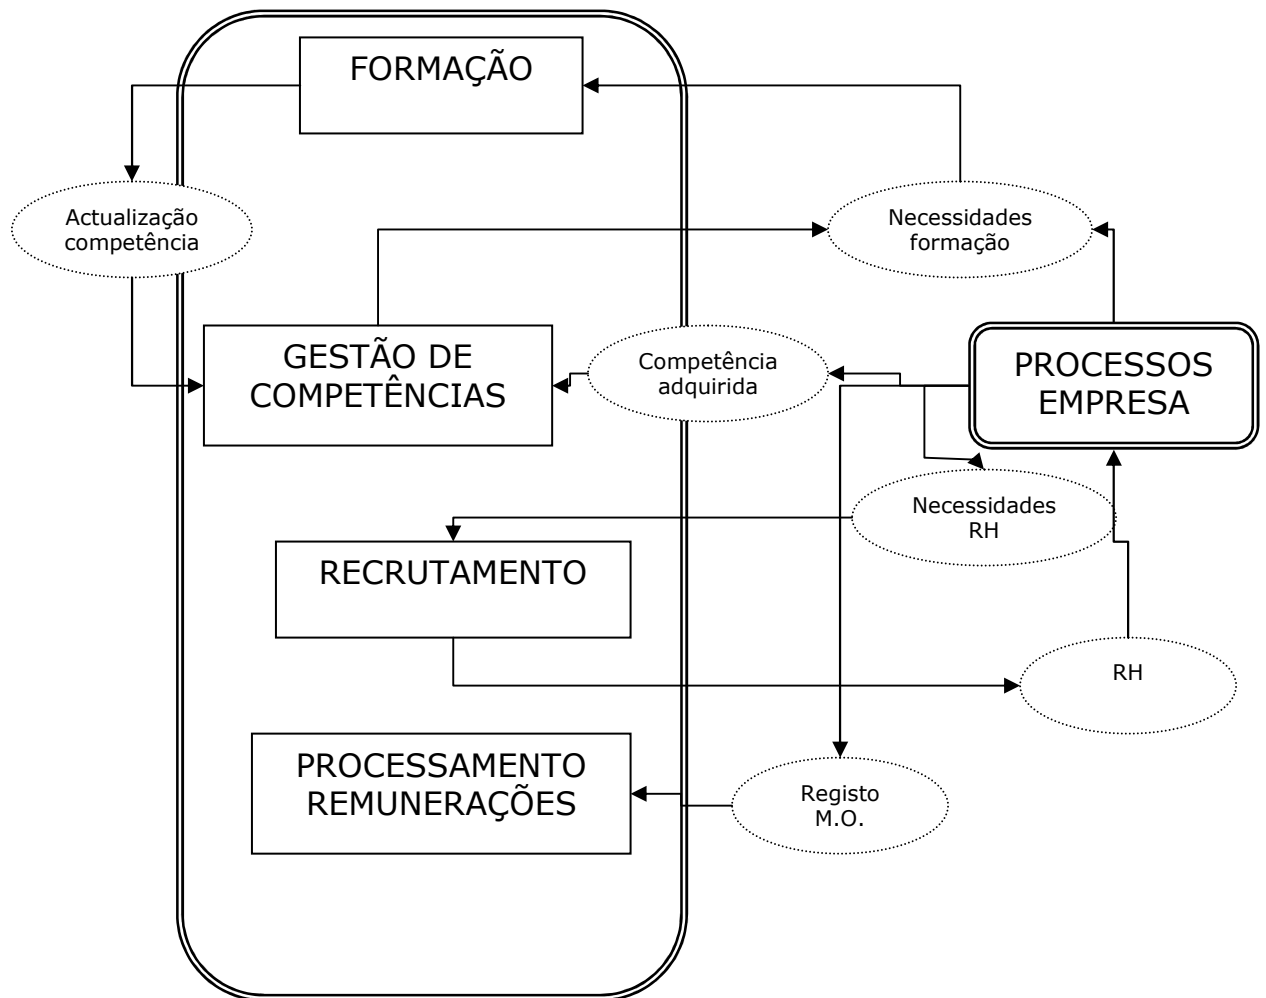 FORMAÇÃO
Actualização
competência
Necessidades
formação
GESTÃO DE
COMPETÊNCIAS
Competência
adquirida
PROCESSOS
EMPRESA
Necessidades
RH
RECRUTAMENTO
RH
PROCESSAMENTO
REMUNERAÇÕES
Registo
M.O.